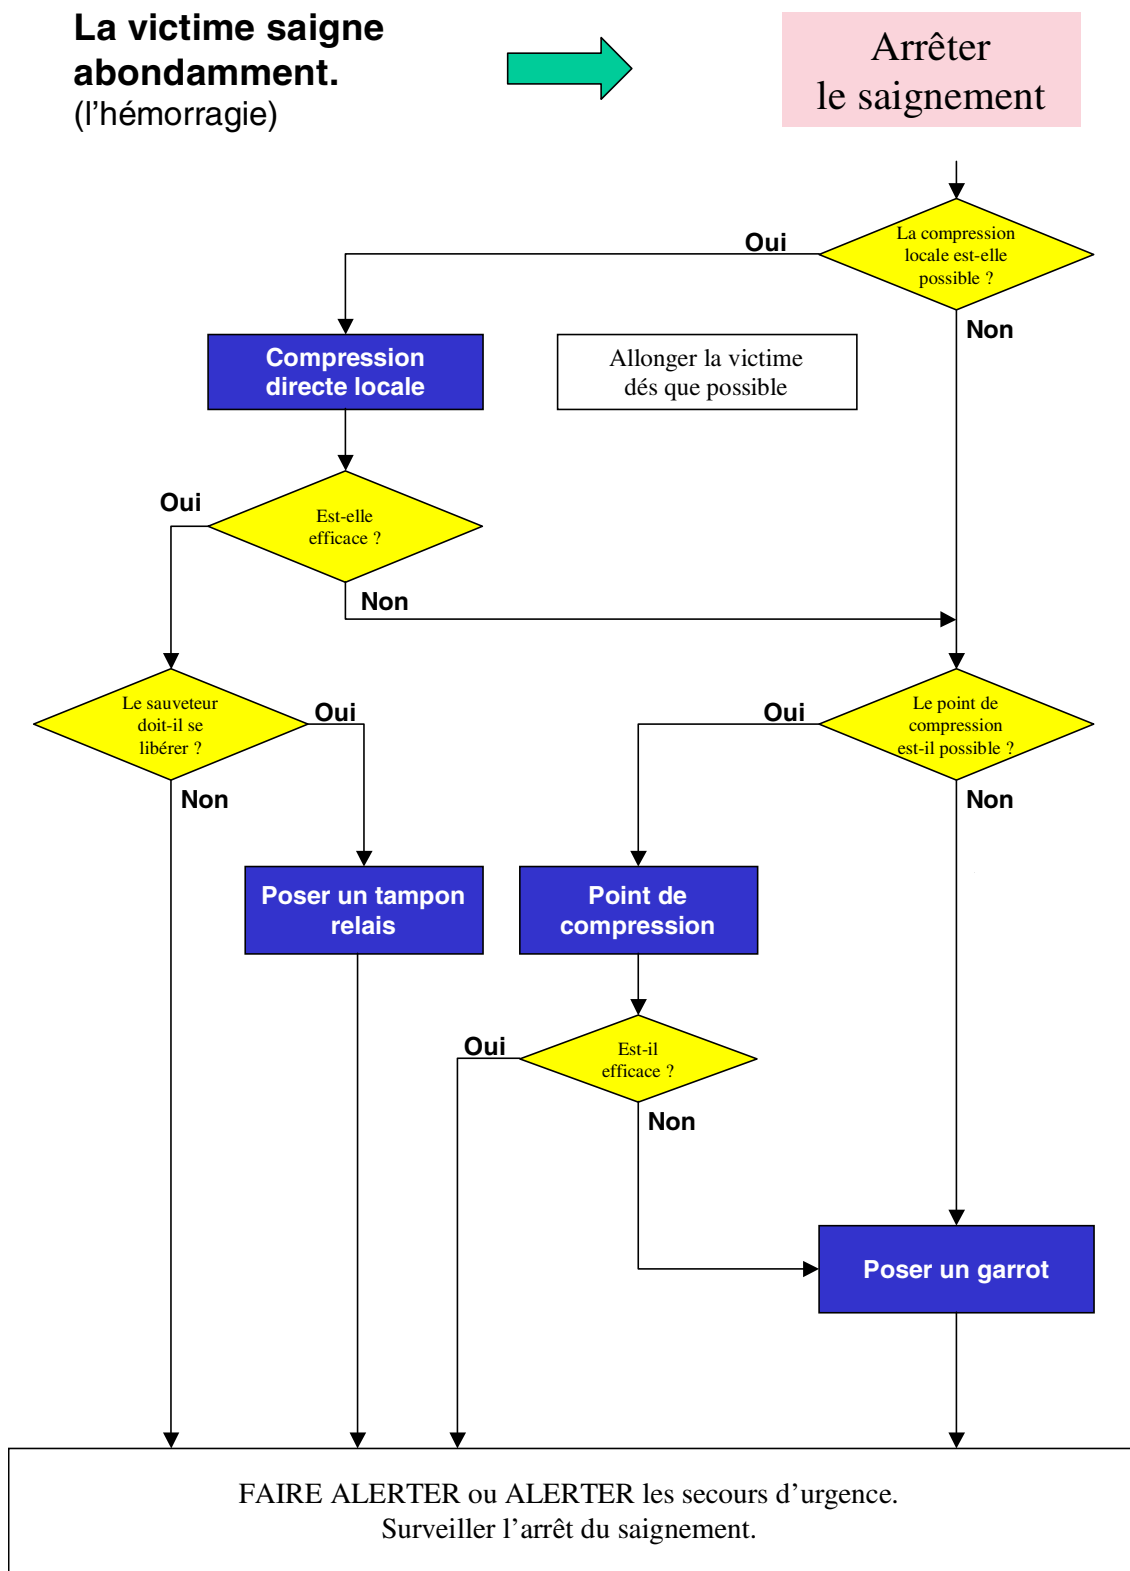 La victime saigne
abondamment.
(l'hémorragie)
Arrêter
le saignement
La compression
locale est-elle
possible ?
Oui
Non
Compression
directe locale
Allonger la victime
dés que possible
Est-elle
efficace ?
Oui
Non
Le sauveteur
doit-il se
libérer ?
Oui
Non
Le point de
compression
est-il possible ?
Oui
Non
Poser un tampon
relais
Point de
compression
Est-il
efficace ?
Oui
Non
Poser un garrot
FAIRE ALERTER ou ALERTER les secours d'urgence.
Surveiller l'arrêt du saignement.